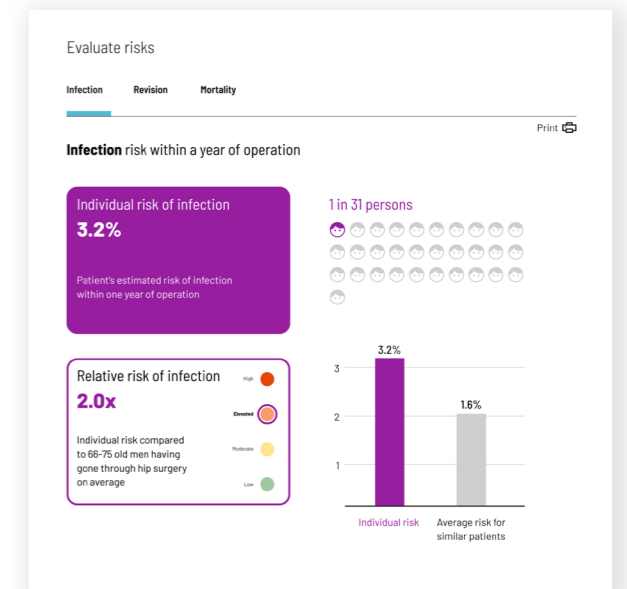 Evaluate risks
Infection Revision Mortality
Print
Infection risk within a year of operation
Individual risk of infection
3.2%
Patient's estimated risk of infection
within one year of operation
1 in 31 persons
Relative risk of infection
2.0x
Individual risk compared
to 66-75 old men having
gone through hip surgery
on average
High
Elevated
Moderate
Low
3.2%
1.6%
3
2
1
Individual risk
Average risk for
similar patients